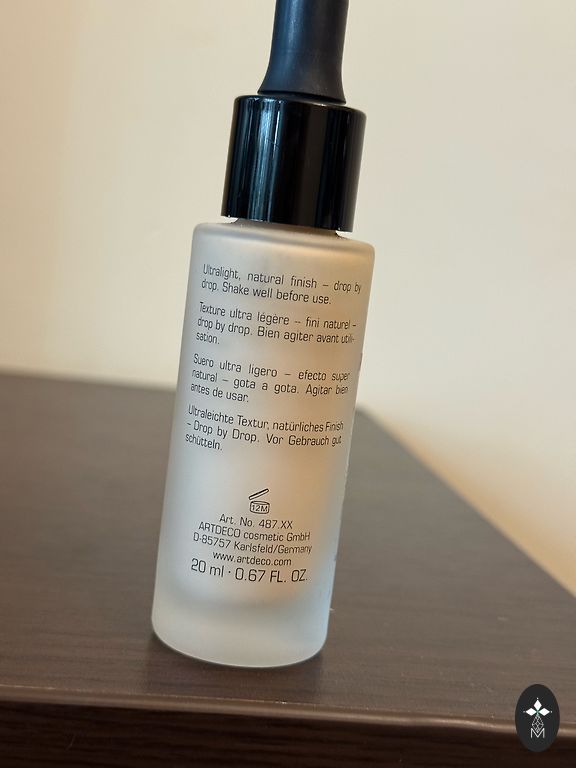 Ultralight, natural finish – drop by
drop. Shake well before use.
Texture ultra légère – fini naturel –
drop by drop. Bien agiter avant utili-
sation.
Suero ultra ligero – efecto super
natural – gota a gota. Agitar bien
antes de usar.
Ultraleichte Textur, natürliches Finish
– Drop by Drop. Vor Gebrauch gut
schütteln.
12M
Art. No. 487.XX
ARTDECO cosmetic GmbH
D-85757 Karlsfeld/Germany
www.artdeco.com
20 ml · 0.67 FL. OZ.
M